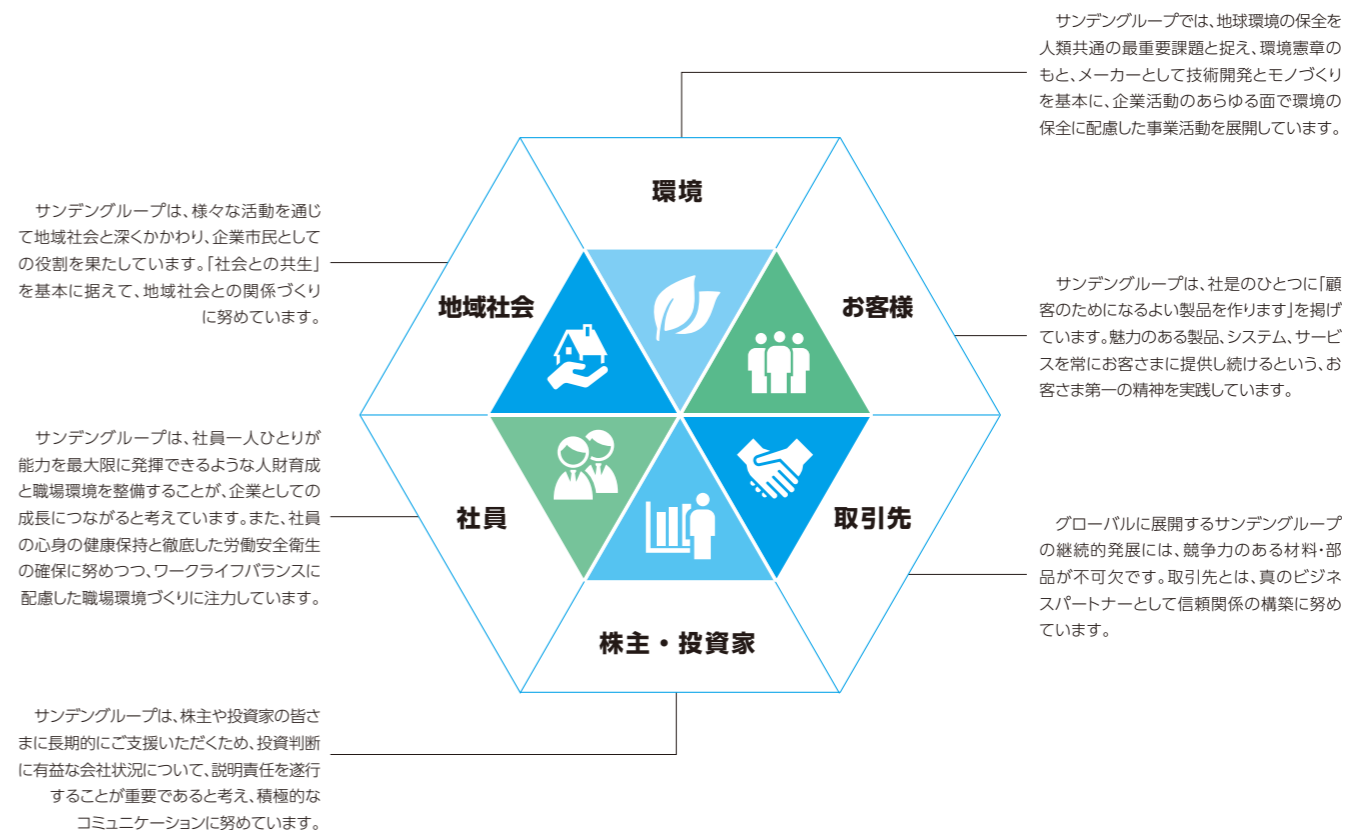 サンデングループでは、地球環境の保全を
人類共通の最重要課題と捉え、環境憲章の
もと、メーカーとして技術開発とモノづくり
を基本に、企業活動のあらゆる面で環境の
保全に配慮した事業活動を展開しています。
環境
サンデングループは、様々な活動を通じ
て地域社会と深くかかわり、企業市民として
の役割を果たしています。「社会との共生」
を基本に据えて、地域社会との関係づくり
に努めています。
地域社会
お客様
サンデングループは、社是のひとつに「顧
客のためになるよい製品を作ります」を掲げ
ています。魅力のある製品、システム、サービ
スを常にお客さまに提供し続けるという、お
客さま第一の精神を実践しています。
サンデングループは、社員一人ひとりが
能力を最大限に発揮できるような人財育成
と職場環境を整備することが、企業としての
成長につながると考えています。また、社員
の心身の健康保持と徹底した労働安全衛生
の確保に努めつつ、ワークライフバランスに
配慮した職場環境づくりに注力しています。
社員
取引先
グローバルに展開するサンデングループ
の継続的発展には、競争力のある材料・部
品が不可欠です。取引先とは、真のビジネ
スパートナーとして信頼関係の構築に努め
ています。
株主・投資家
サンデングループは、株主や投資家の皆さ
まに長期的にご支援いただくため、投資判断
に有益な会社状況について、説明責任を遂行
することが重要であると考え、積極的な
コミュニケーションに努めています。